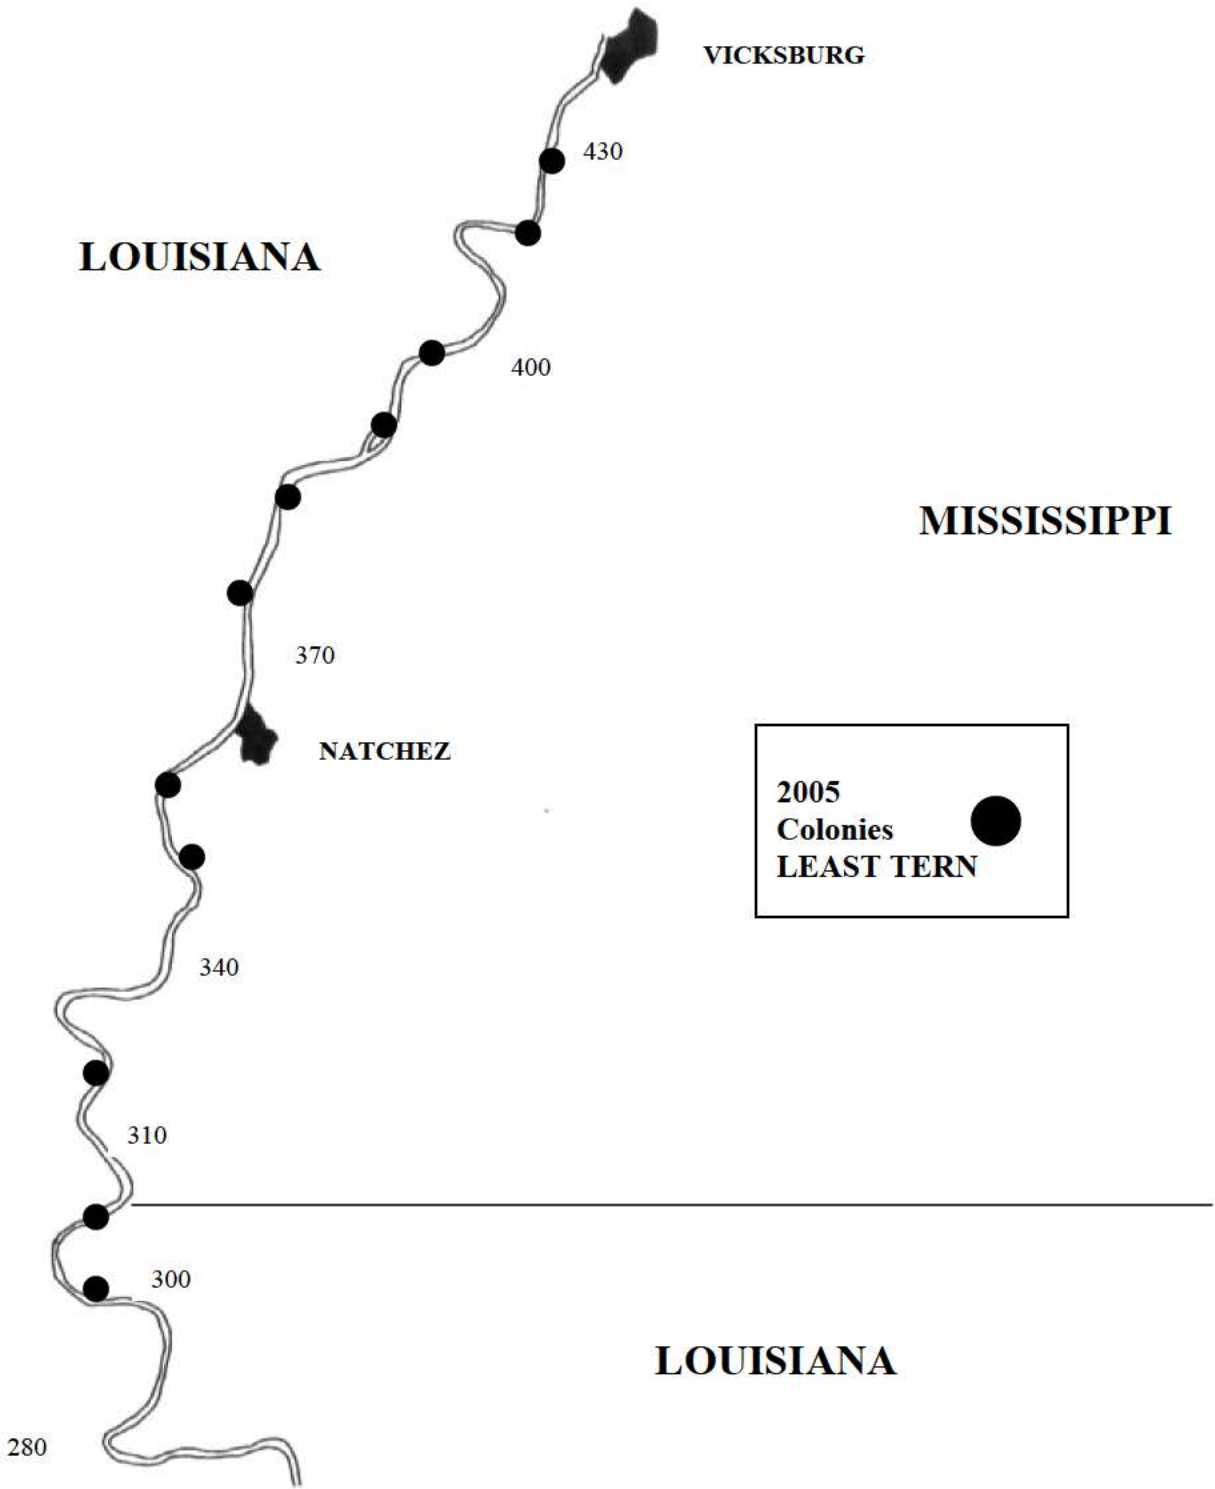 VICKSBURG
430
LOUISIANA
400
MISSISSIPPI
370
NATCHEZ
2005
Colonies
LEAST TERN
340
310
300
LOUISIANA
280